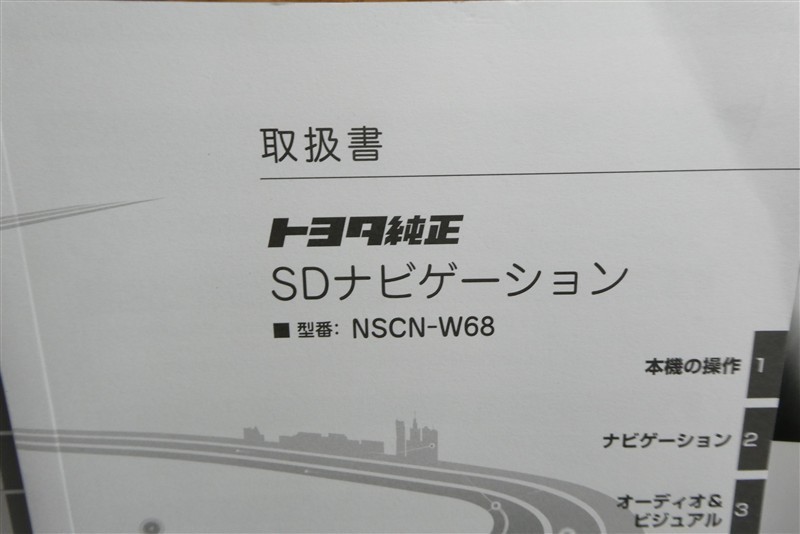 取扱書
トヨタ純正
SDナビゲーション
■ 型番: NSCN-W68
本機の操作 1
ナビゲーション 2
オーディオ&
ビジュアル 3